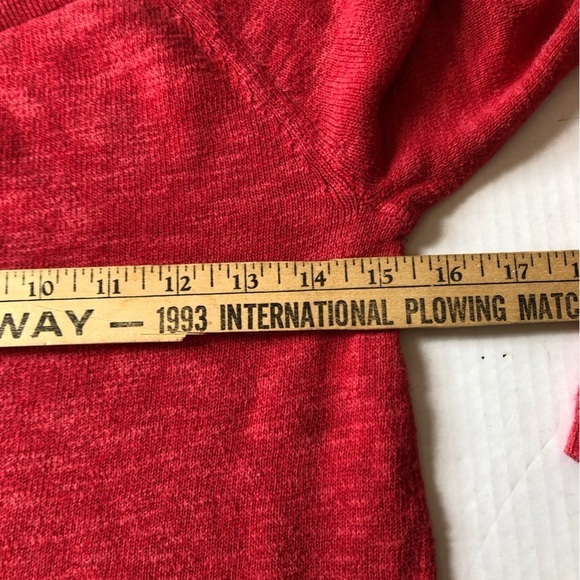 10 11 12 13 14 15 16 17
WAY — 1993 INTERNATIONAL PLOWING MATC